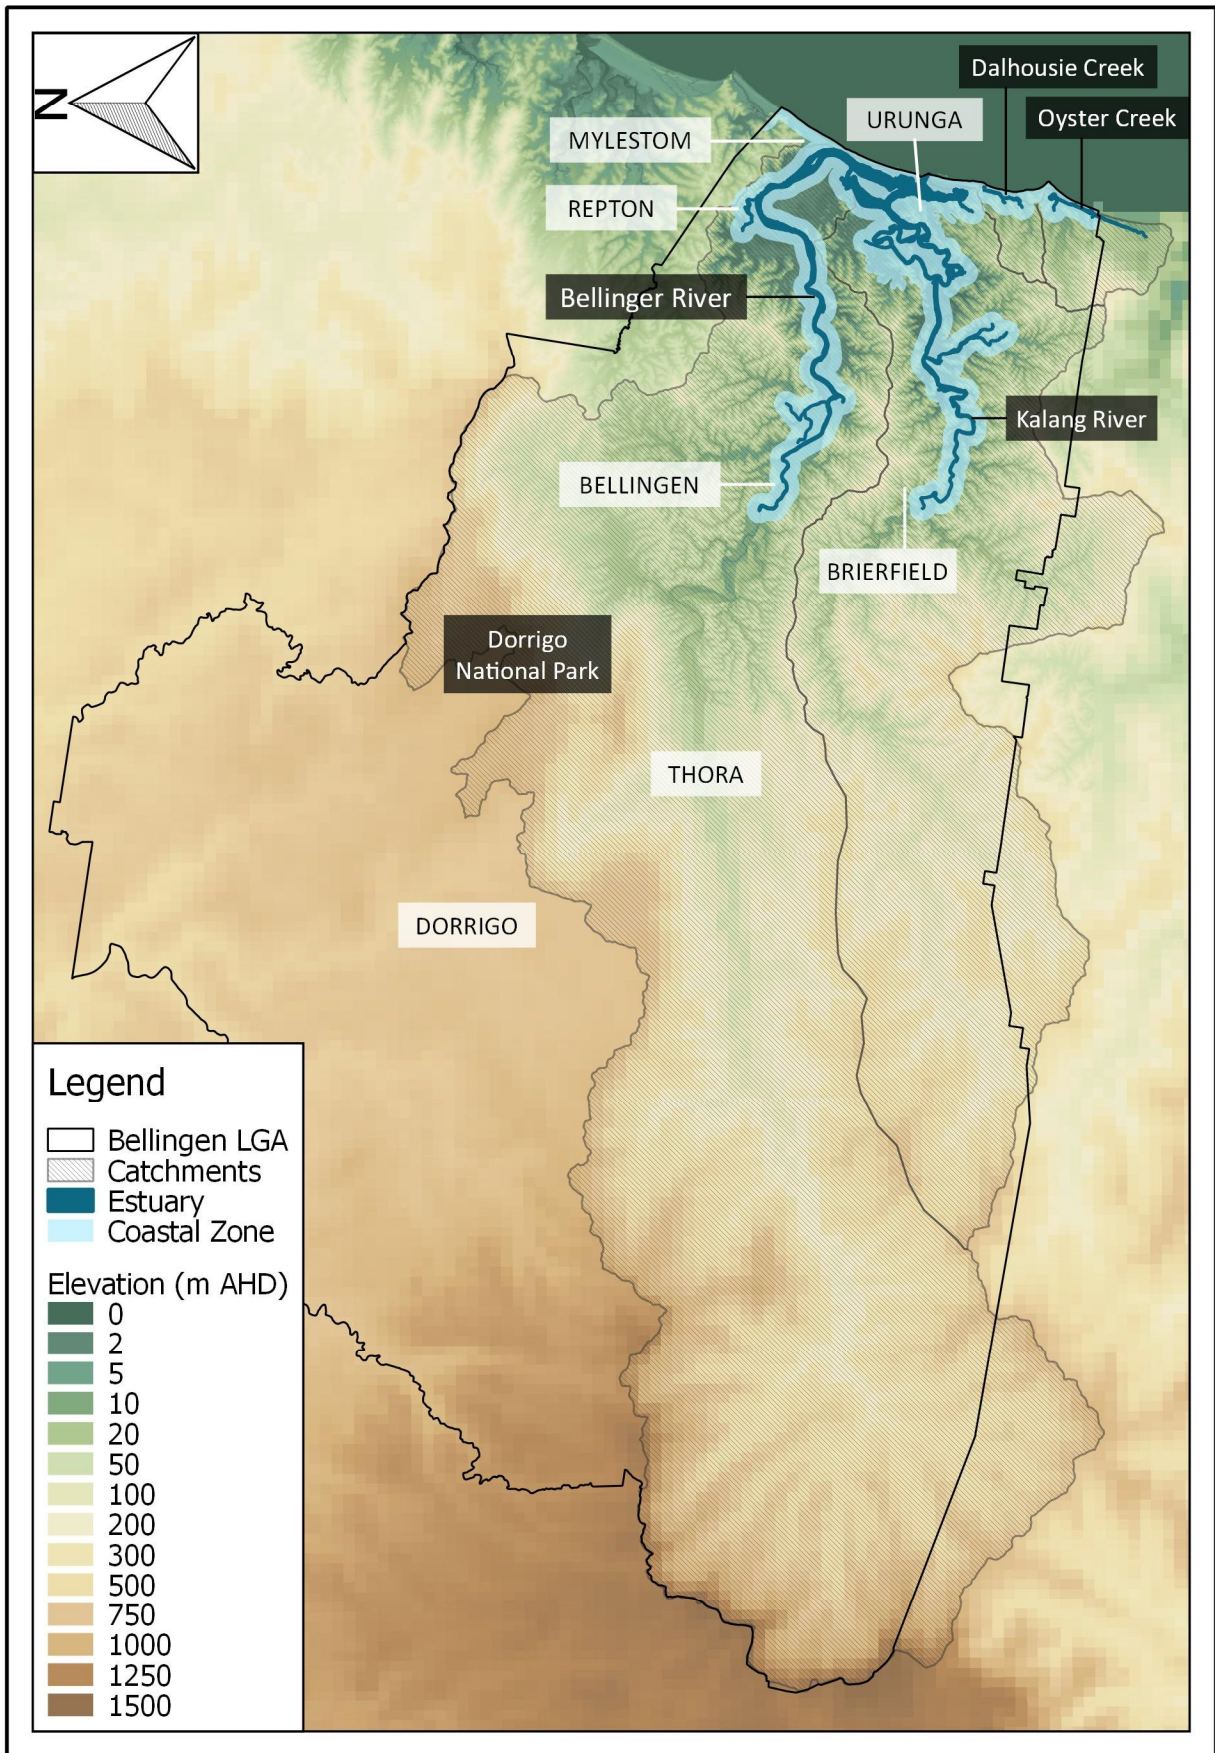 N
Dalhousie Creek
Oyster Creek
URUNGA
MYLESTOM
REPTON
Bellinger River
Kalang River
BELLINGEN
BRIERFIELD
Dorrigo
National Park
THORA
DORRIGO
Legend
Bellingen LGA
Catchments
Estuary
Coastal Zone
Elevation (m AHD)
0
2
5
10
20
50
100
200
300
500
750
1000
1250
1500